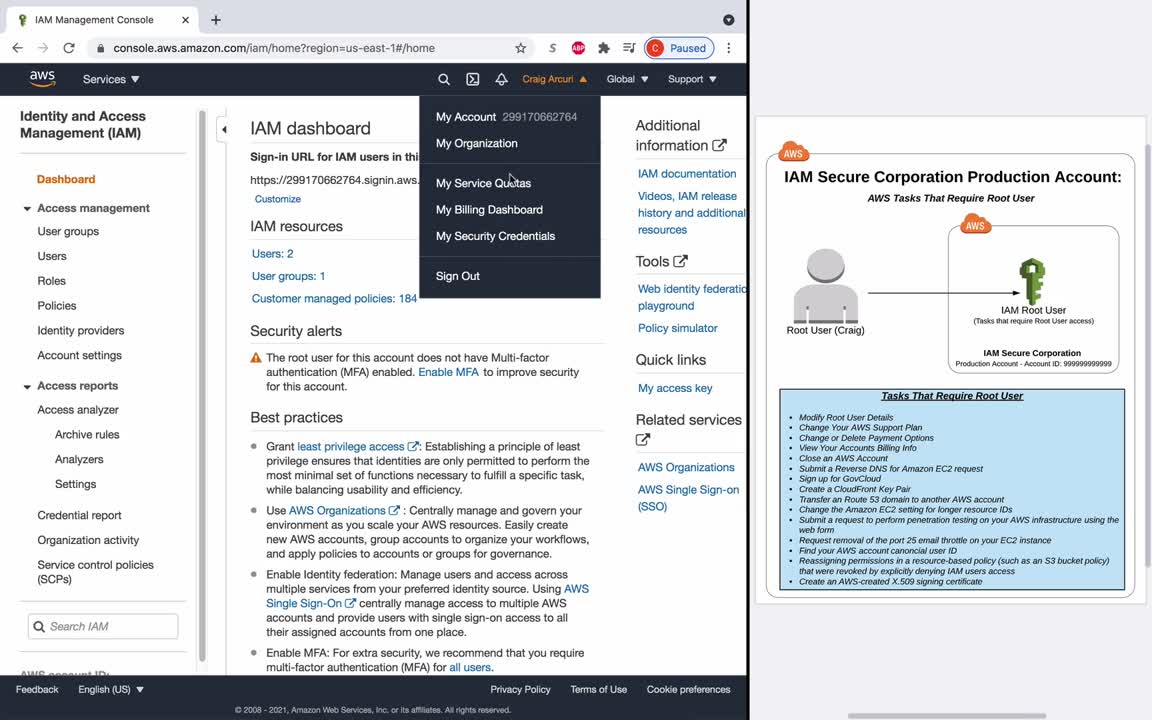 IAM Management Console
console.aws.amazon.com/iam/home?region=us-east-1#/home
S
ABP
C Paused
aws
Services
Craig Arcuri
Global
Support
Identity and Access
Management (IAM)
Dashboard
Access management
User groups
Users
Roles
Policies
Identity providers
Account settings
Access reports
Access analyzer
Archive rules
Analyzers
Settings
Credential report
Organization activity
Service control policies
(SCPs)
Search IAM
AWS account ID:
IAM dashboard
Sign-in URL for IAM users in thi
https://299170662764.signin.aws.
Customize
IAM resources
Users: 2
User groups: 1
Customer managed policies: 184
My Account 299170662764
My Organization
My Service Quotas
My Billing Dashboard
My Security Credentials
Sign Out
Security alerts
The root user for this account does not have Multi-factor
authentication (MFA) enabled. Enable MFA to improve security
for this account.
Best practices
Grant least privilege access : Establishing a principle of least
privilege ensures that identities are only permitted to perform the
most minimal set of functions necessary to fulfill a specific task,
while balancing usability and efficiency.
Use AWS Organizations : Centrally manage and govern your
environment as you scale your AWS resources. Easily create
new AWS accounts, group accounts to organize your workflows,
and apply policies to accounts or groups for governance.
Enable Identity federation: Manage users and access across
multiple services from your preferred identity source. Using AWS
Single Sign-On centrally manage access to multiple AWS
accounts and provide users with single sign-on access to all
their assigned accounts from one place.
Enable MFA: For extra security, we recommend that you require
multi-factor authentication (MFA) for all users.
Additional
information
IAM documentation
Videos, IAM release
history and additional
resources
Tools
Web identity federatio
playground
Policy simulator
Quick links
My access key
Related services
AWS Organizations
AWS Single Sign-on
(SSO)
Feedback
English (US)
Privacy Policy
Terms of Use
Cookie preferences
© 2008 - 2021, Amazon Web Services, Inc. or its affiliates. All rights reserved.
AWS
IAM Secure Corporation Production Account:
AWS Tasks That Require Root User
AWS
Root User (Craig)
IAM Root User
(Tasks that require Root User access)
IAM Secure Corporation
Production Account - Account ID: 999999999999
Tasks That Require Root User
Modify Root User Details
Change Your AWS Support Plan
Change or Delete Payment Options
View Your Accounts Billing Info
Close an AWS Account
Submit a Reverse DNS for Amazon EC2 request
Sign up for GovCloud
Create a CloudFront Key Pair
Transfer an Route 53 domain to another AWS account
Change the Amazon EC2 setting for longer resource IDs
Submit a request to perform penetration testing on your AWS infrastructure using the
web form
Request removal of the port 25 email throttle on your EC2 instance
Find your AWS account canoncial user ID
Reassigning permissions in a resource-based policy (such as an S3 bucket policy)
that were revoked by explicitly denying IAM users access
Create an AWS-created X.509 signing certificate